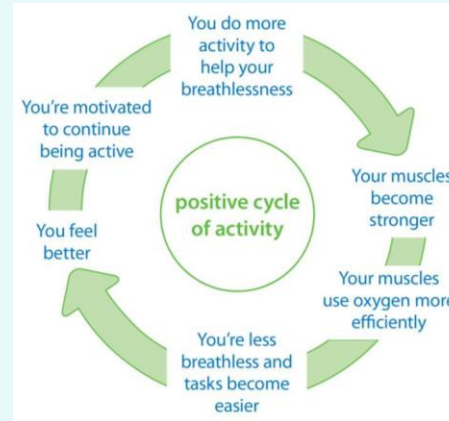 You do more
activity to
help your
breathlessness
Your muscles
become
stronger
Your muscles
use oxygen more
efficiently
You're less
breathless and
tasks become
easier
You feel
better
You're motivated
to continue
being active
positive cycle
of activity